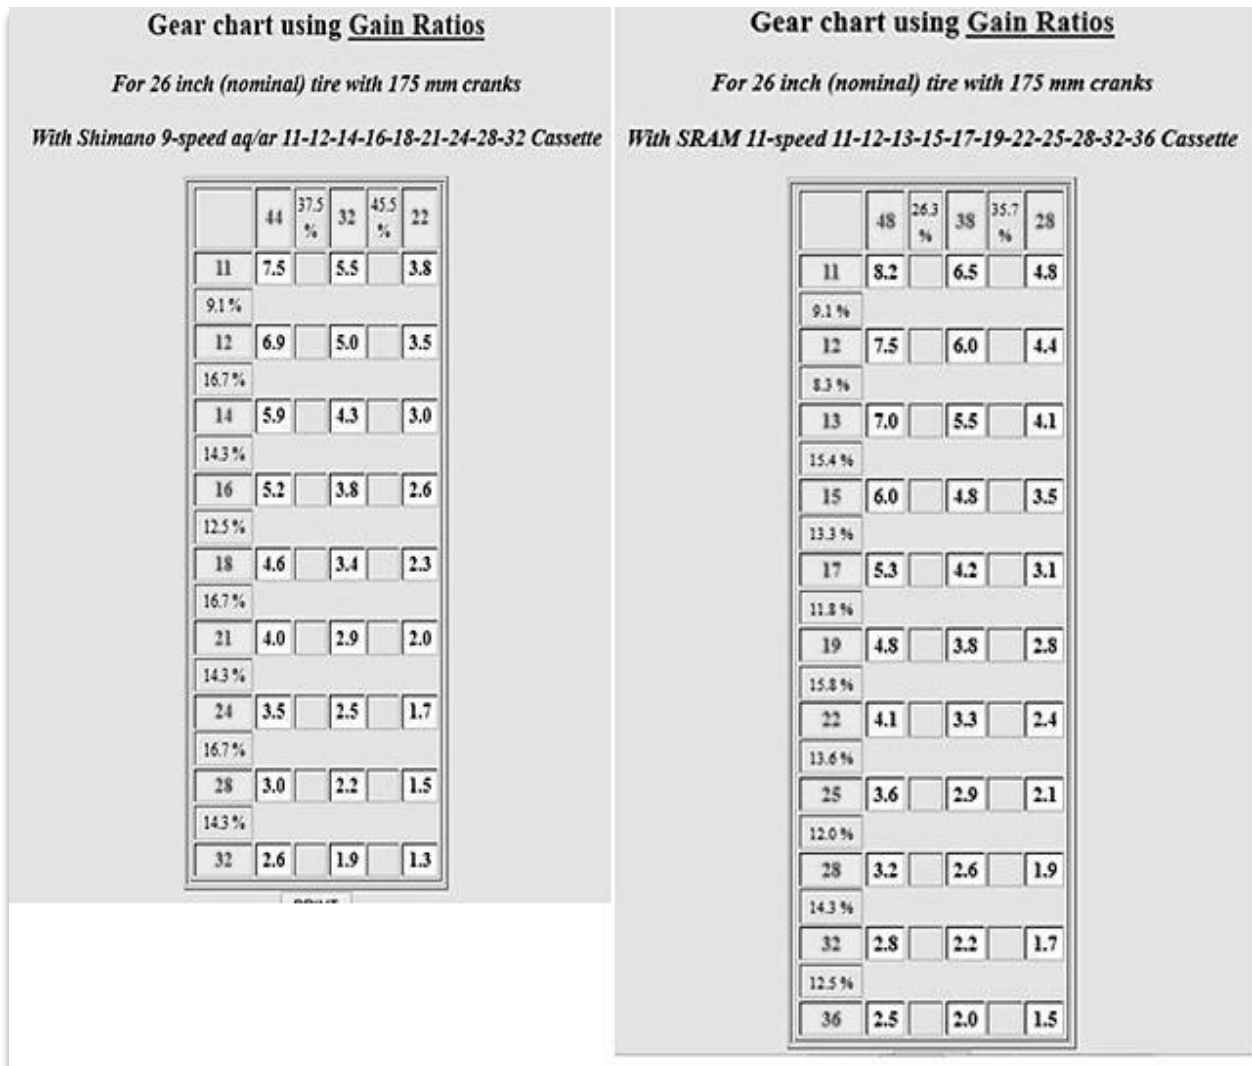 Gear chart using Gain Ratios
For 26 inch (nominal) tire with 175 mm cranks
With Shimano 9-speed aq/ar 11-12-14-16-18-21-24-28-32 Cassette
44 37.5 % 32 45.5 % 22
11 7.5 5.5 3.8
9.1 %
12 6.9 5.0 3.5
16.7 %
14 5.9 4.3 3.0
14.3 %
16 5.2 3.8 2.6
12.5 %
18 4.6 3.4 2.3
16.7 %
21 4.0 2.9 2.0
14.3 %
24 3.5 2.5 1.7
16.7 %
28 3.0 2.2 1.5
14.3 %
32 2.6 1.9 1.3
Gear chart using Gain Ratios
For 26 inch (nominal) tire with 175 mm cranks
With SRAM 11-speed 11-12-13-15-17-19-22-25-28-32-36 Cassette
48 26.3 % 38 35.7 % 28
11 8.2 6.5 4.8
9.1 %
12 7.5 6.0 4.4
8.3 %
13 7.0 5.5 4.1
15.4 %
15 6.0 4.8 3.5
13.3 %
17 5.3 4.2 3.1
11.8 %
19 4.8 3.8 2.8
15.8 %
22 4.1 3.3 2.4
13.6 %
25 3.6 2.9 2.1
12.0 %
28 3.2 2.6 1.9
14.3 %
32 2.8 2.2 1.7
12.5 %
36 2.5 2.0 1.5